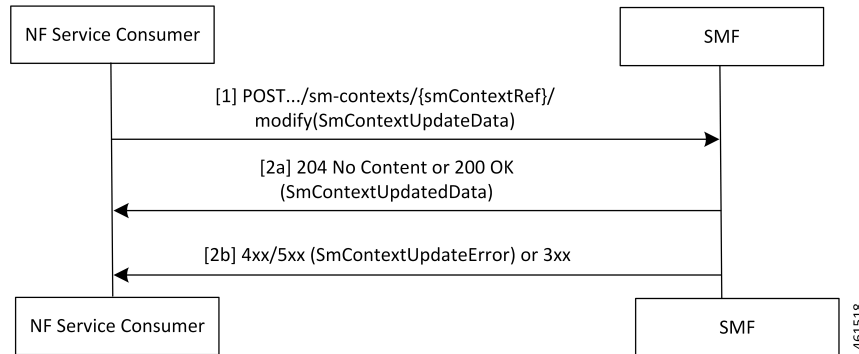 NF Service Consumer
SMF
[1] POST.../sm-contexts/{smContextRef}/
modify(SmContextUpdateData)
[2a] 204 No Content or 200 OK
(SmContextUpdatedData)
[2b] 4xx/5xx (SmContextUpdateError) or 3xx
NF Service Consumer
SMF
461518